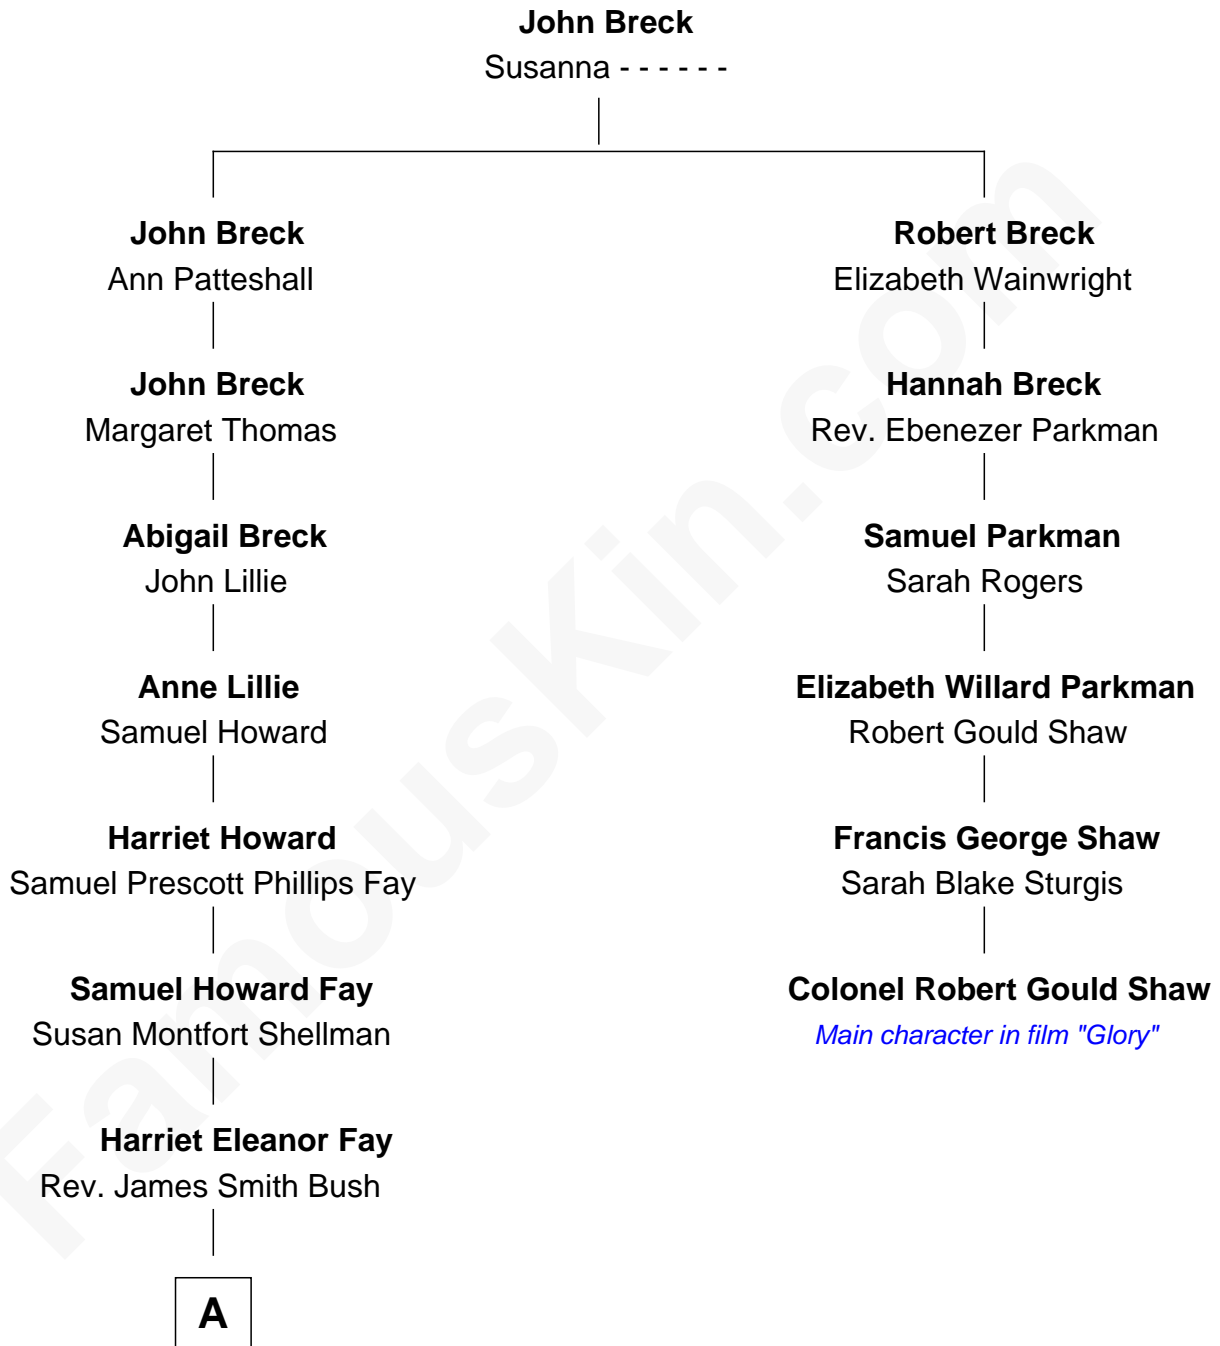 John Breck
Susanna - - - - - -
John Breck
Ann Patteshall
Robert Breck
Elizabeth Wainwright
John Breck
Margaret Thomas
Hannah Breck
Rev. Ebenezer Parkman
Abigail Breck
John Lillie
Samuel Parkman
Sarah Rogers
Anne Lillie
Samuel Howard
Elizabeth Willard Parkman
Robert Gould Shaw
Harriet Howard
Samuel Prescott Phillips Fay
Francis George Shaw
Sarah Blake Sturgis
Samuel Howard Fay
Susan Montfort Shellman
Colonel Robert Gould Shaw
Main character in film "Glory"
Harriet Eleanor Fay
Rev. James Smith Bush
A
FamousKin.com